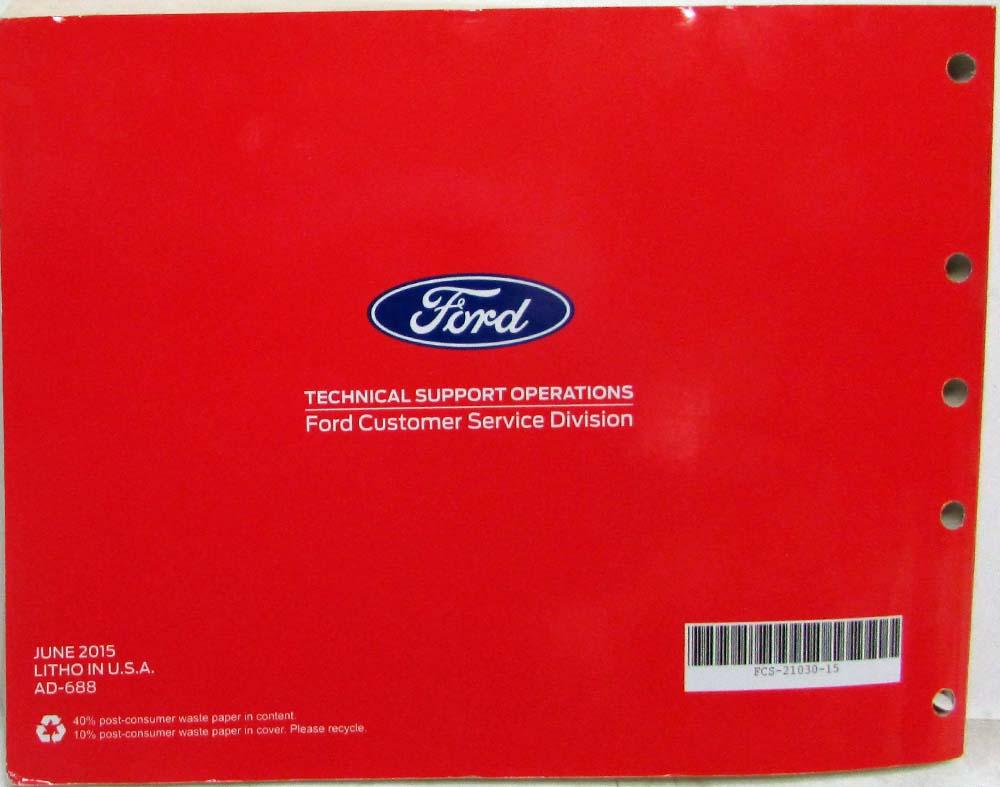 Ford
TECHNICAL SUPPORT OPERATIONS
Ford Customer Service Division
JUNE 2015
LITHO IN U.S.A.
AD-688
40% post-consumer waste paper in content.
10% post-consumer waste paper in cover. Please recycle.
FCS-21030-15